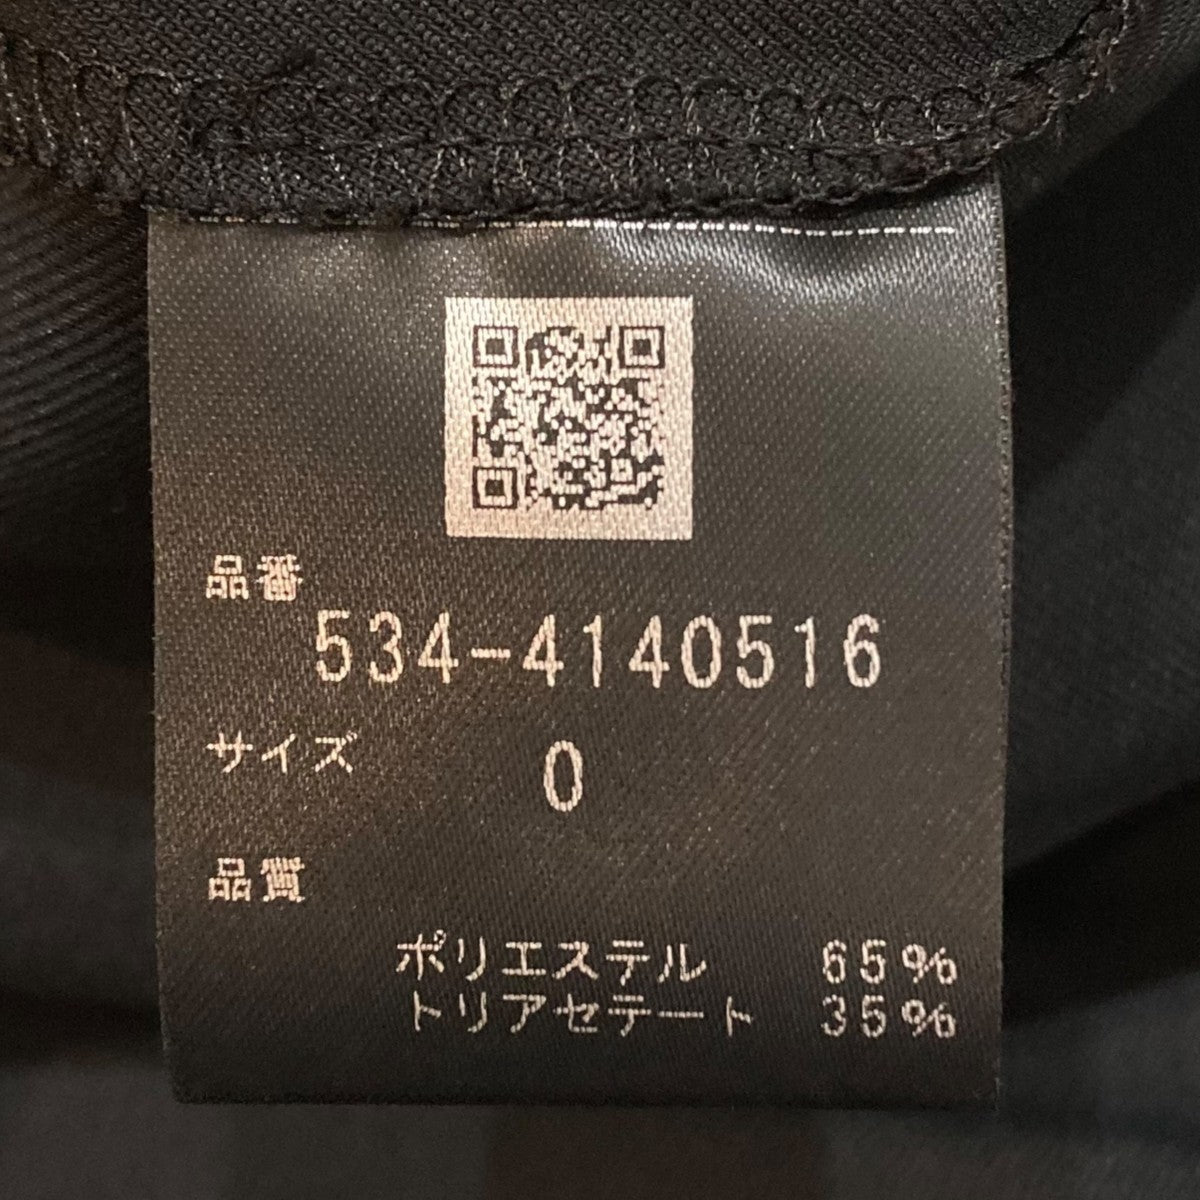 品番
534-4140516
サイズ 0
品質
ポリエステル 65%
トリアセテート 35%